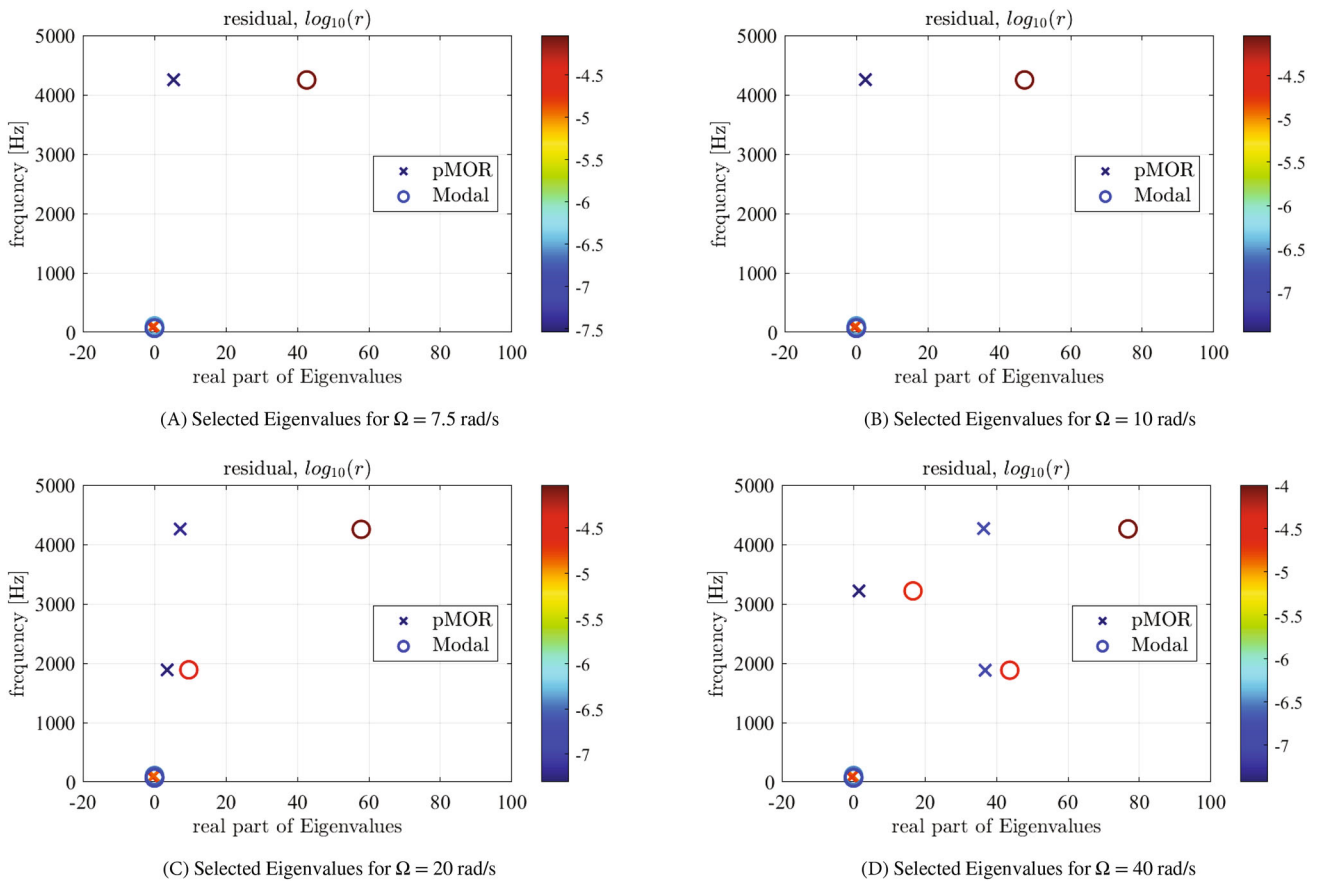 residual, log10(r)
5000
4000
3000
2000
1000
0
frequency [Hz]
-20 0 20 40 60 80 100
real part of Eigenvalues
pMOR
Modal
-4.5
-5
-5.5
-6
-6.5
-7
-7.5
(A) Selected Eigenvalues for Ω = 7.5 rad/s
residual, log10(r)
5000
4000
3000
2000
1000
0
frequency [Hz]
-20 0 20 40 60 80 100
real part of Eigenvalues
pMOR
Modal
-4.5
-5
-5.5
-6
-6.5
-7
(B) Selected Eigenvalues for Ω = 10 rad/s
residual, log10(r)
5000
4000
3000
2000
1000
0
frequency [Hz]
-20 0 20 40 60 80 100
real part of Eigenvalues
pMOR
Modal
-4.5
-5
-5.5
-6
-6.5
-7
(C) Selected Eigenvalues for Ω = 20 rad/s
residual, log10(r)
5000
4000
3000
2000
1000
0
frequency [Hz]
-20 0 20 40 60 80 100
real part of Eigenvalues
pMOR
Modal
-4
-4.5
-5
-5.5
-6
-6.5
-7
(D) Selected Eigenvalues for Ω = 40 rad/s